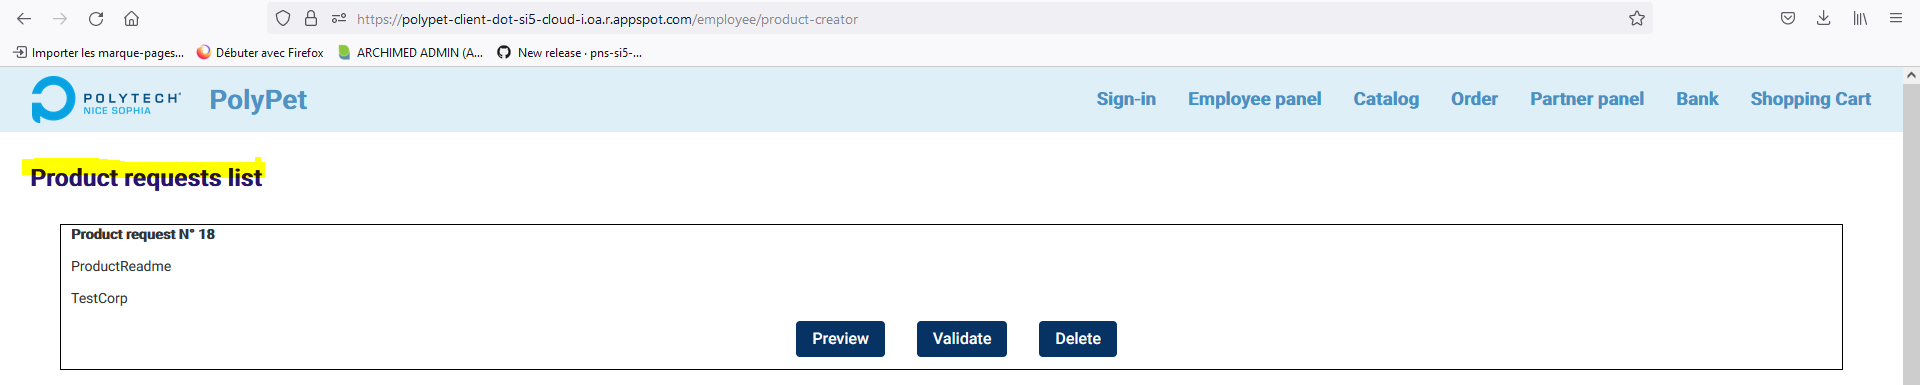 https://polypet-client-dot-si5-cloud-i.oa.r.appspot.com/employee/product-creator
Importer les marque-pages... Débuter avec Firefox ARCHIMED ADMIN (A... New release · pns-si5-...
POLYTECH
NICE SOPHIA
PolyPet Sign-in Employee panel Catalog Order Partner panel Bank Shopping Cart
Product requests list
Product request N° 18
ProductReadme
TestCorp
Preview Validate Delete